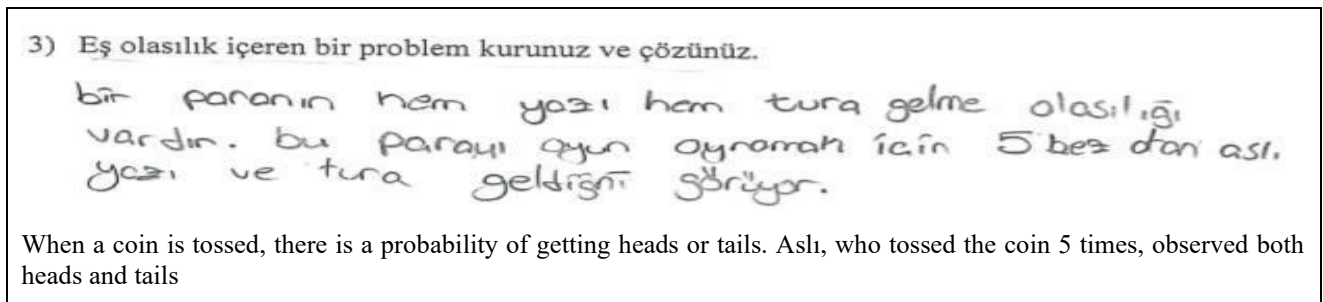 3) Eş olasılık içeren bir problem kurunuz ve çözünüz.
bir paranın hem yazı hem tura gelme olasılığı
vardır. bu parayı oyun oynamak için 5 kez atan aslı.
yazı ve tura geldiğni görüyor.
When a coin is tossed, there is a probability of getting heads or tails. Aslı, who tossed the coin 5 times, observed both
heads and tails